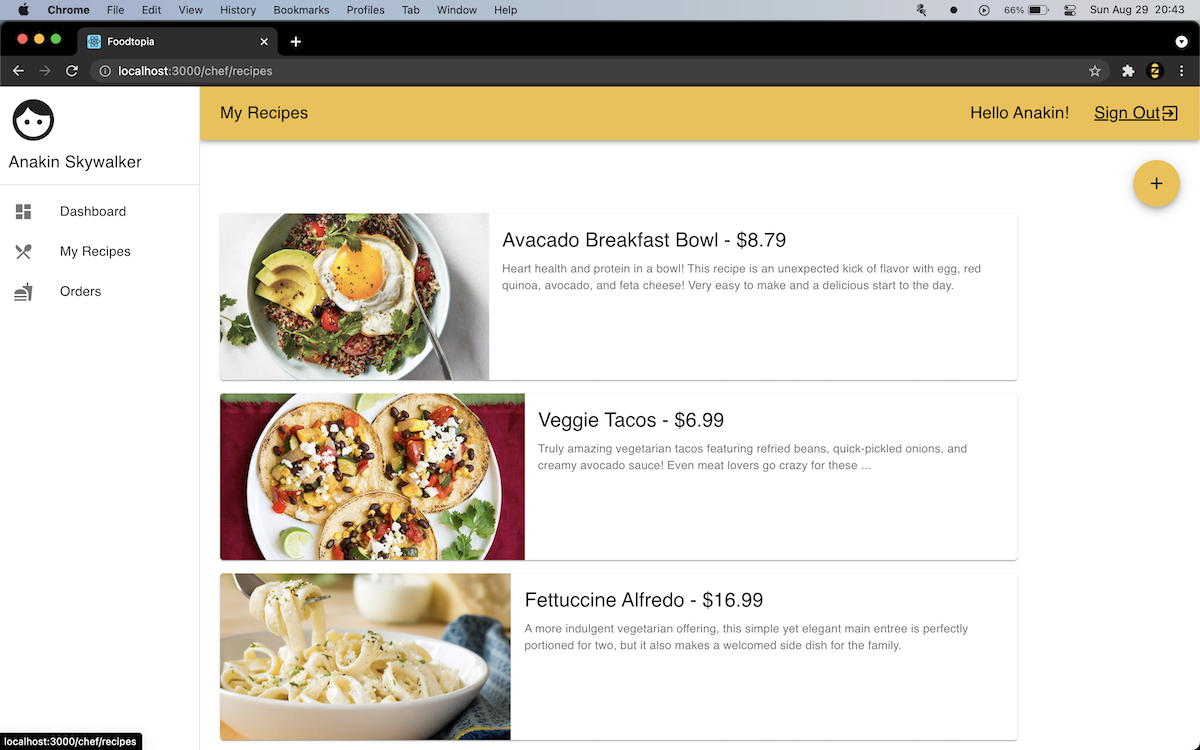 Chrome File Edit View History Bookmarks Profiles Tab Window Help 66% Sun Aug 29 20:43
Foodtopia
localhost:3000/chef/recipes
Anakin Skywalker
Dashboard
My Recipes
Orders
My Recipes Hello Anakin! Sign Out
+
Avacado Breakfast Bowl - $8.79
Heart health and protein in a bowl! This recipe is an unexpected kick of flavor with egg, red
quinoa, avocado, and feta cheese! Very easy to make and a delicious start to the day.
Veggie Tacos - $6.99
Truly amazing vegetarian tacos featuring refried beans, quick-pickled onions, and
creamy avocado sauce! Even meat lovers go crazy for these ...
Fettuccine Alfredo - $16.99
A more indulgent vegetarian offering, this simple yet elegant main entree is perfectly
portioned for two, but it also makes a welcomed side dish for the family.
localhost:3000/chef/recipes